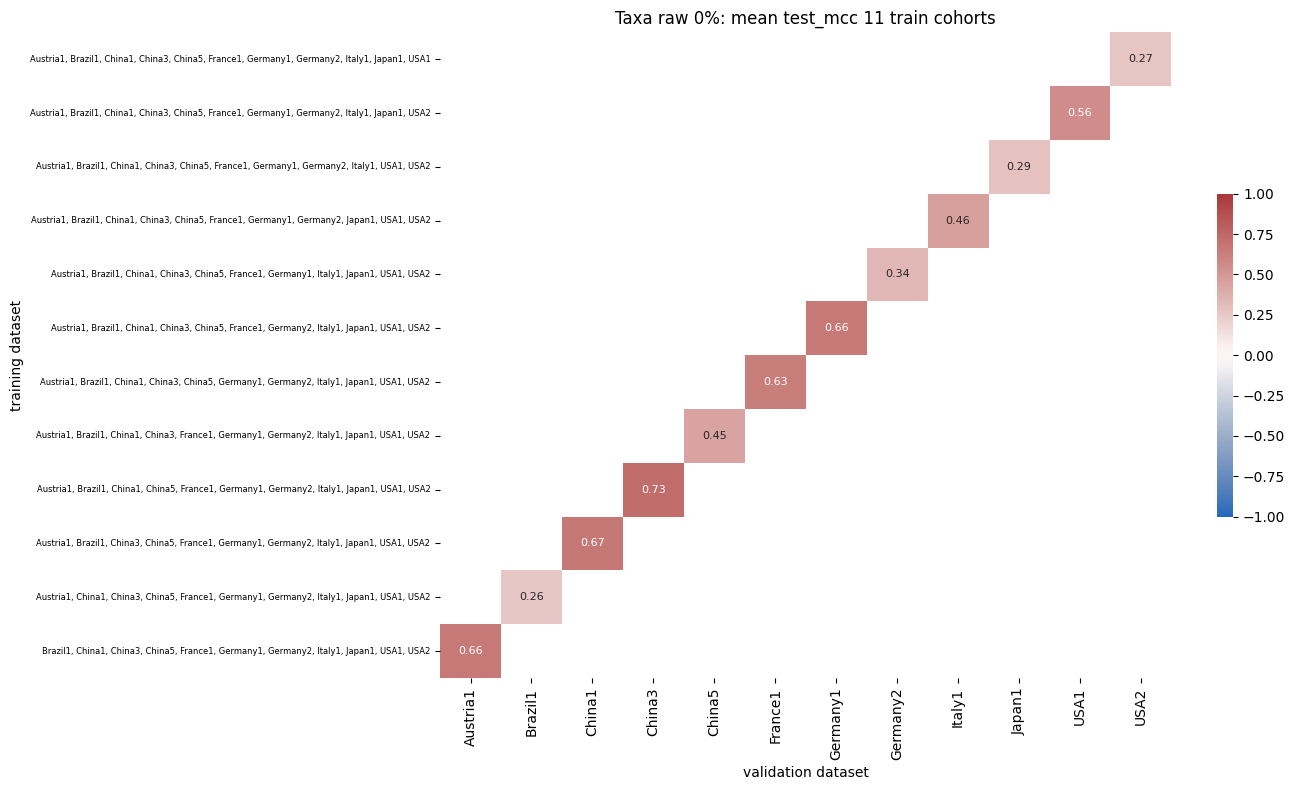 Taxa raw 0%: mean test_mcc 11 train cohorts
training dataset
Austria1, Brazil1, China1, China3, China5, France1, Germany1, Germany2, Italy1, Japan1, USA1
0.27
Austria1, Brazil1, China1, China3, China5, France1, Germany1, Germany2, Italy1, Japan1, USA2
0.56
Austria1, Brazil1, China1, China3, China5, France1, Germany1, Germany2, Italy1, USA1, USA2
0.29
Austria1, Brazil1, China1, China3, China5, France1, Germany1, Germany2, Japan1, USA1, USA2
0.46
Austria1, Brazil1, China1, China3, China5, France1, Germany1, Italy1, Japan1, USA1, USA2
0.34
Austria1, Brazil1, China1, China3, China5, France1, Germany2, Italy1, Japan1, USA1, USA2
0.66
Austria1, Brazil1, China1, China3, China5, Germany1, Germany2, Italy1, Japan1, USA1, USA2
0.63
Austria1, Brazil1, China1, China3, France1, Germany1, Germany2, Italy1, Japan1, USA1, USA2
0.45
Austria1, Brazil1, China1, China5, France1, Germany1, Germany2, Italy1, Japan1, USA1, USA2
0.73
Austria1, Brazil1, China3, China5, France1, Germany1, Germany2, Italy1, Japan1, USA1, USA2
0.67
Austria1, China1, China3, China5, France1, Germany1, Germany2, Italy1, Japan1, USA1, USA2
0.26
Brazil1, China1, China3, China5, France1, Germany1, Germany2, Italy1, Japan1, USA1, USA2
0.66
Austria1
Brazil1
China1
China3
China5
France1
Germany1
Germany2
Italy1
Japan1
USA1
USA2
validation dataset
1.00
0.75
0.50
0.25
0.00
−0.25
−0.50
−0.75
−1.00